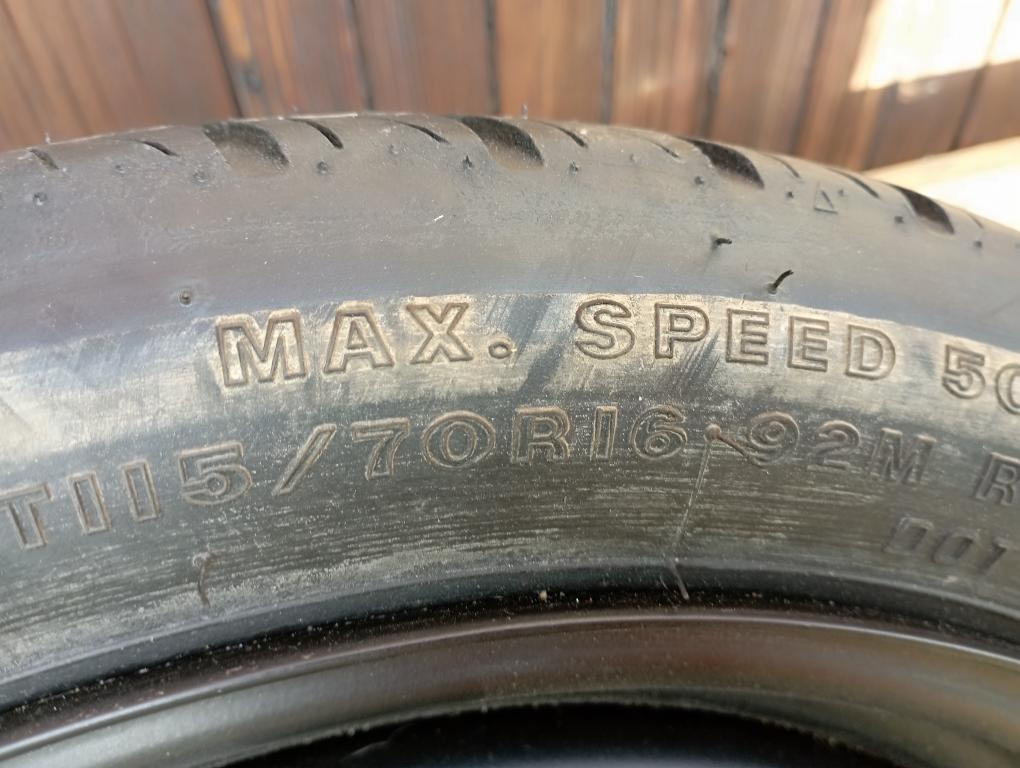 MAX. SPEED 50
T115/70R16 92M R
DOT